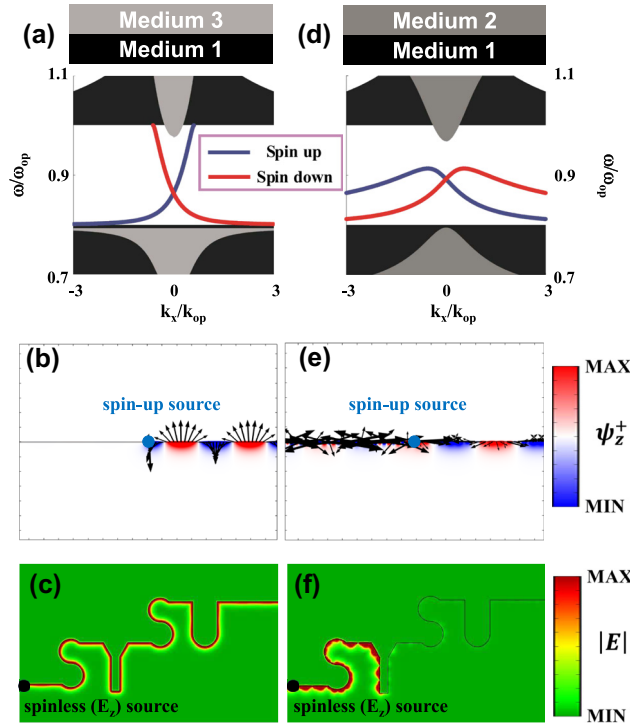 (a)
Medium 3
Medium 1
ω/ω_op
1.1
0.9
0.7
-3
0
3
k_x/k_op
Spin up
Spin down
(d)
Medium 2
Medium 1
1.1
0.9
0.7
ω/ω_op
-3
0
3
k_x/k_op
(b)
spin-up source
(e)
spin-up source
MAX
ψ_z^+
MIN
(c)
spinless (E_z) source
(f)
spinless (E_z) source
MAX
|E|
MIN